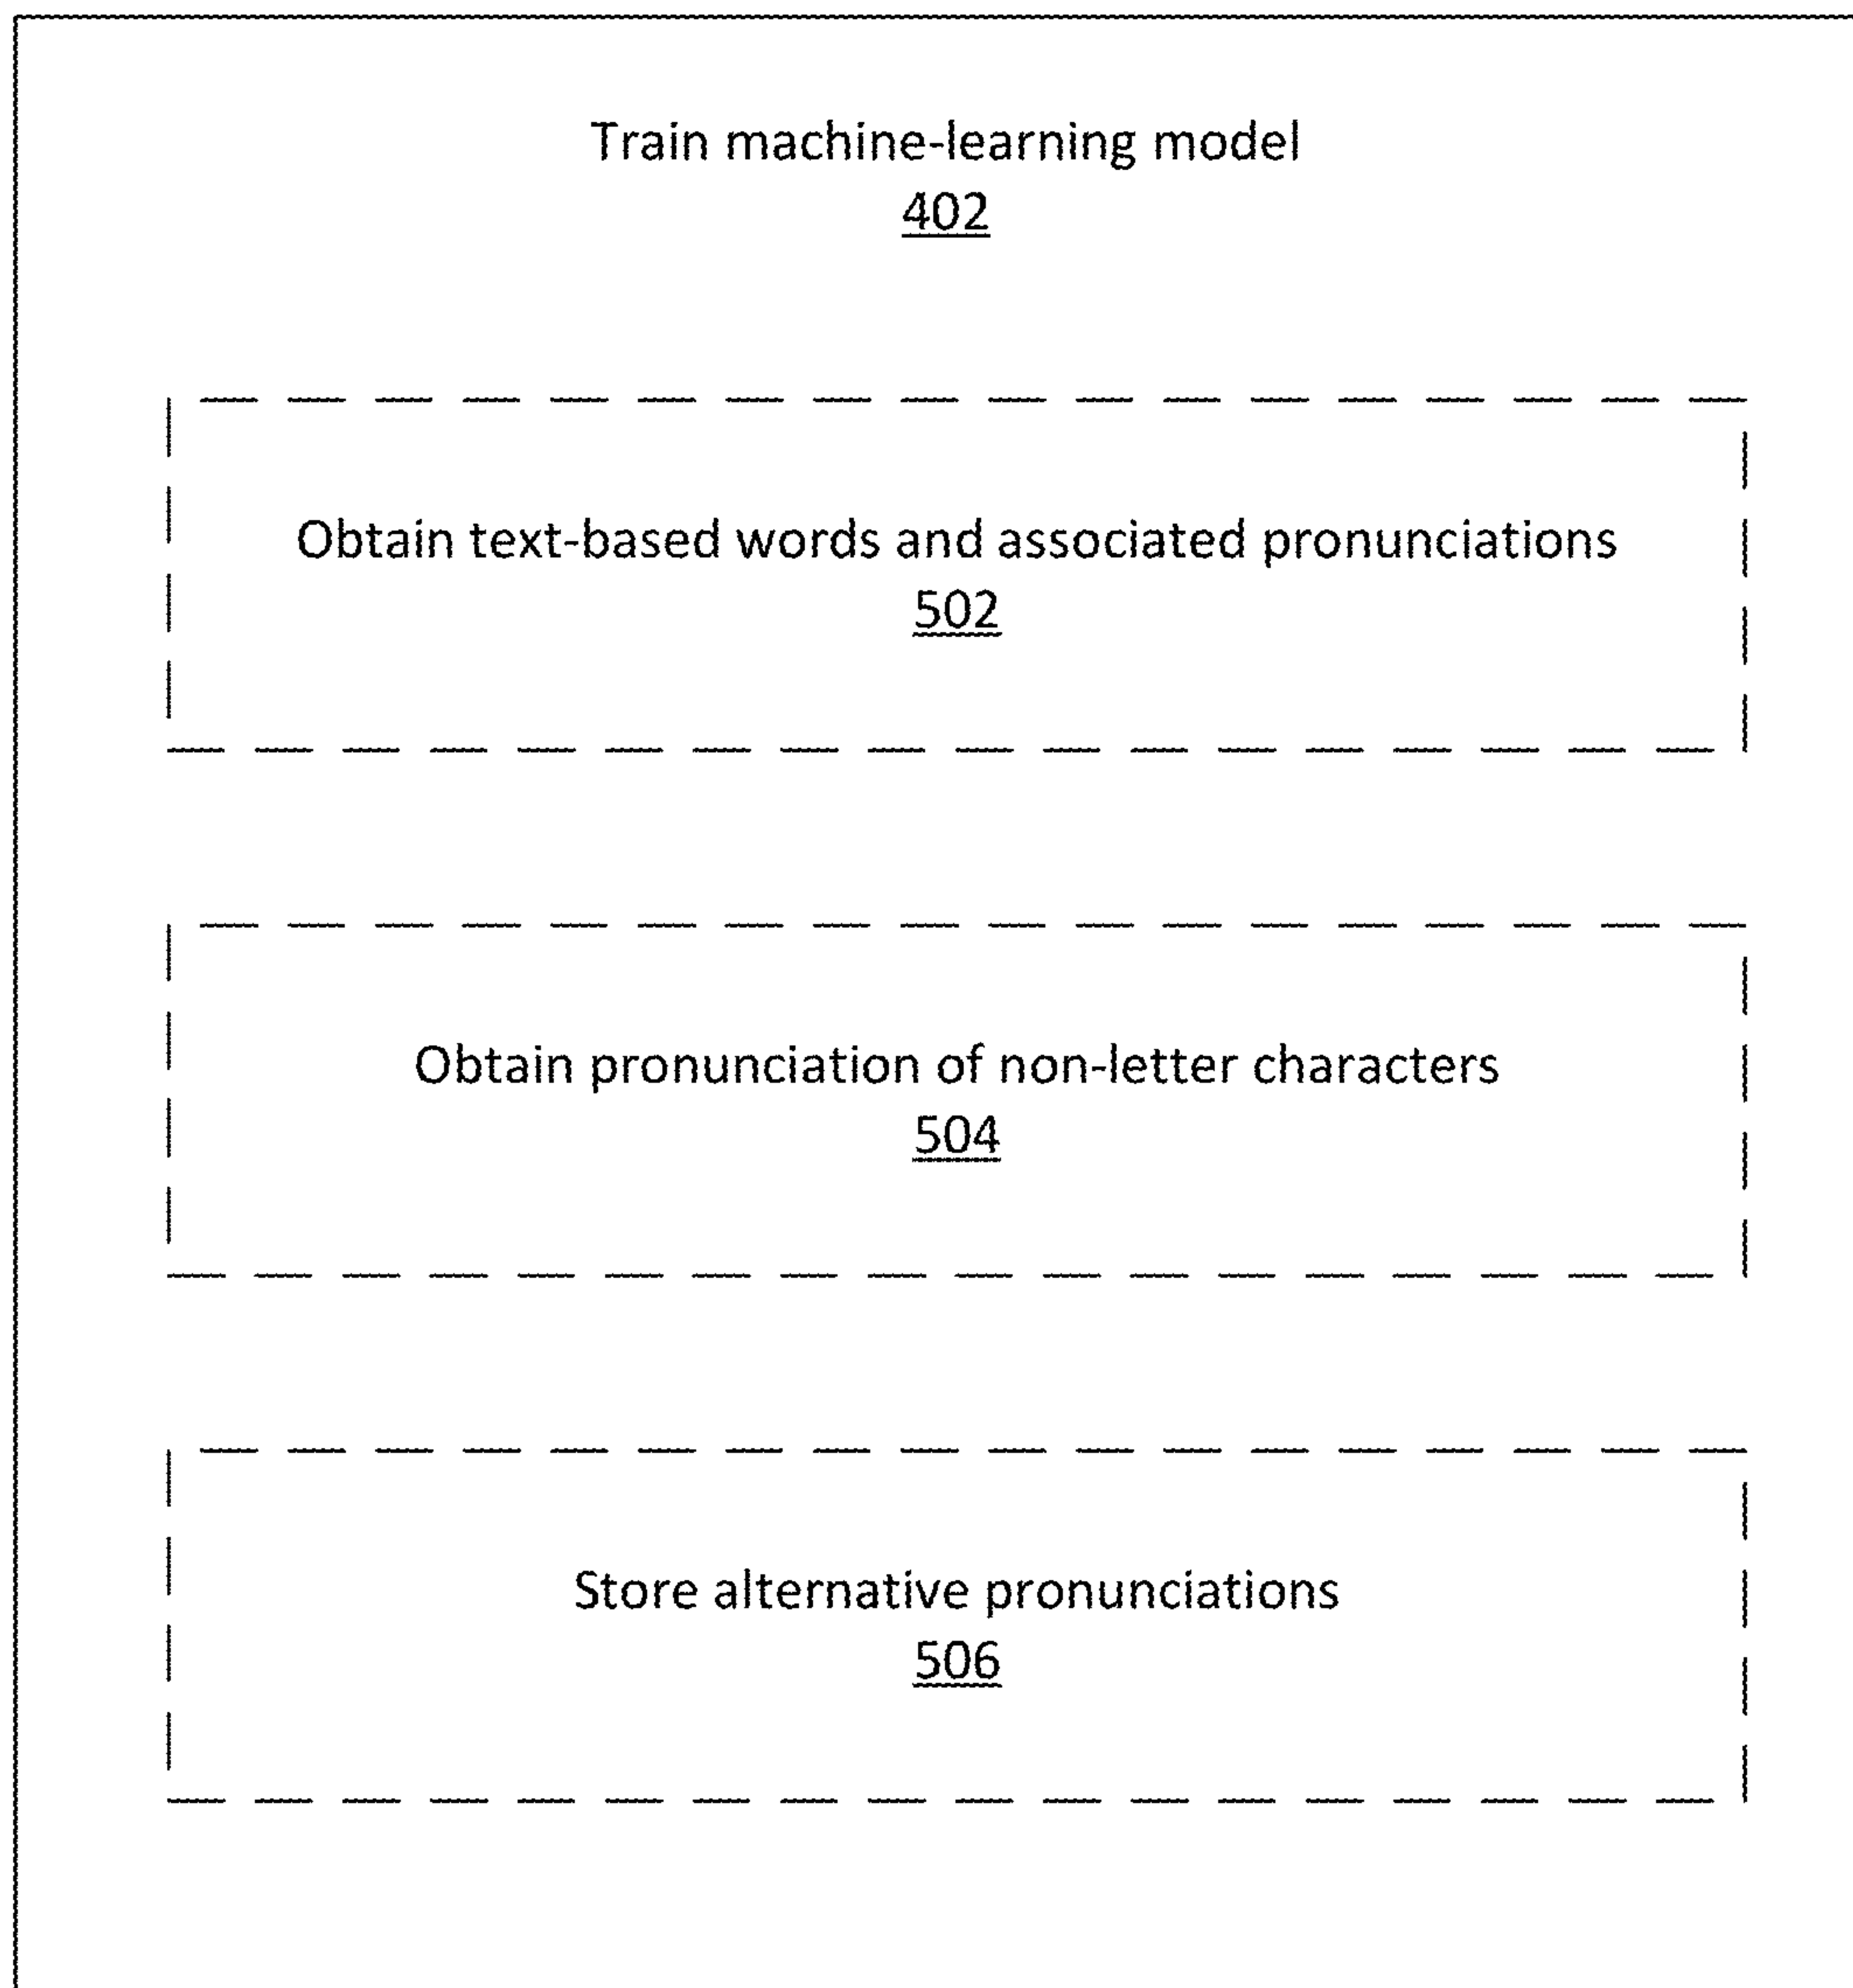 Train machine-learning model
402
Obtain text-based words and associated pronunciations
502
Obtain pronunciation of non-letter characters
504
Store alternative pronunciations
506